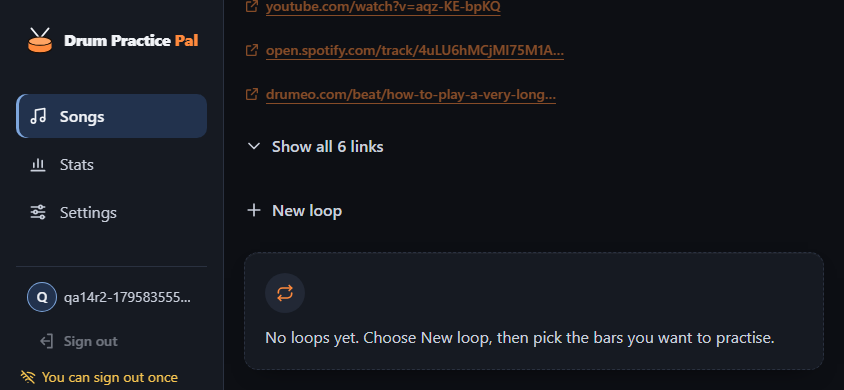 Drum Practice Pal
Songs
Stats
Settings
Q
qa14r2-179583555...
Sign out
You can sign out once
youtube.com/watch?v=aqz-KE-bpKQ
open.spotify.com/track/4uLU6hMCjMI75M1A...
drumeo.com/beat/how-to-play-a-very-long...
Show all 6 links
New loop
No loops yet. Choose New loop, then pick the bars you want to practise.